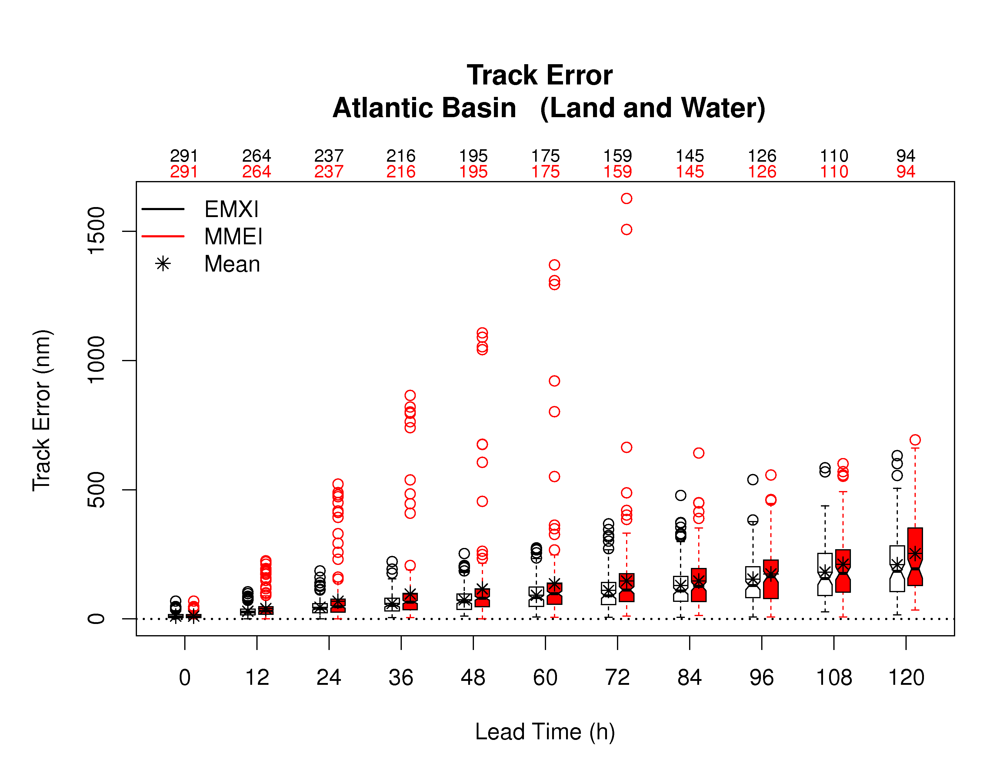 Track Error
Atlantic Basin (Land and Water)
291 264 237 216 195 175 159 145 126 110 94
291 264 237 216 195 175 159 145 126 110 94
EMXI
MMEI
Mean
Track Error (nm)
1500
1000
500
0
0 12 24 36 48 60 72 84 96 108 120
Lead Time (h)